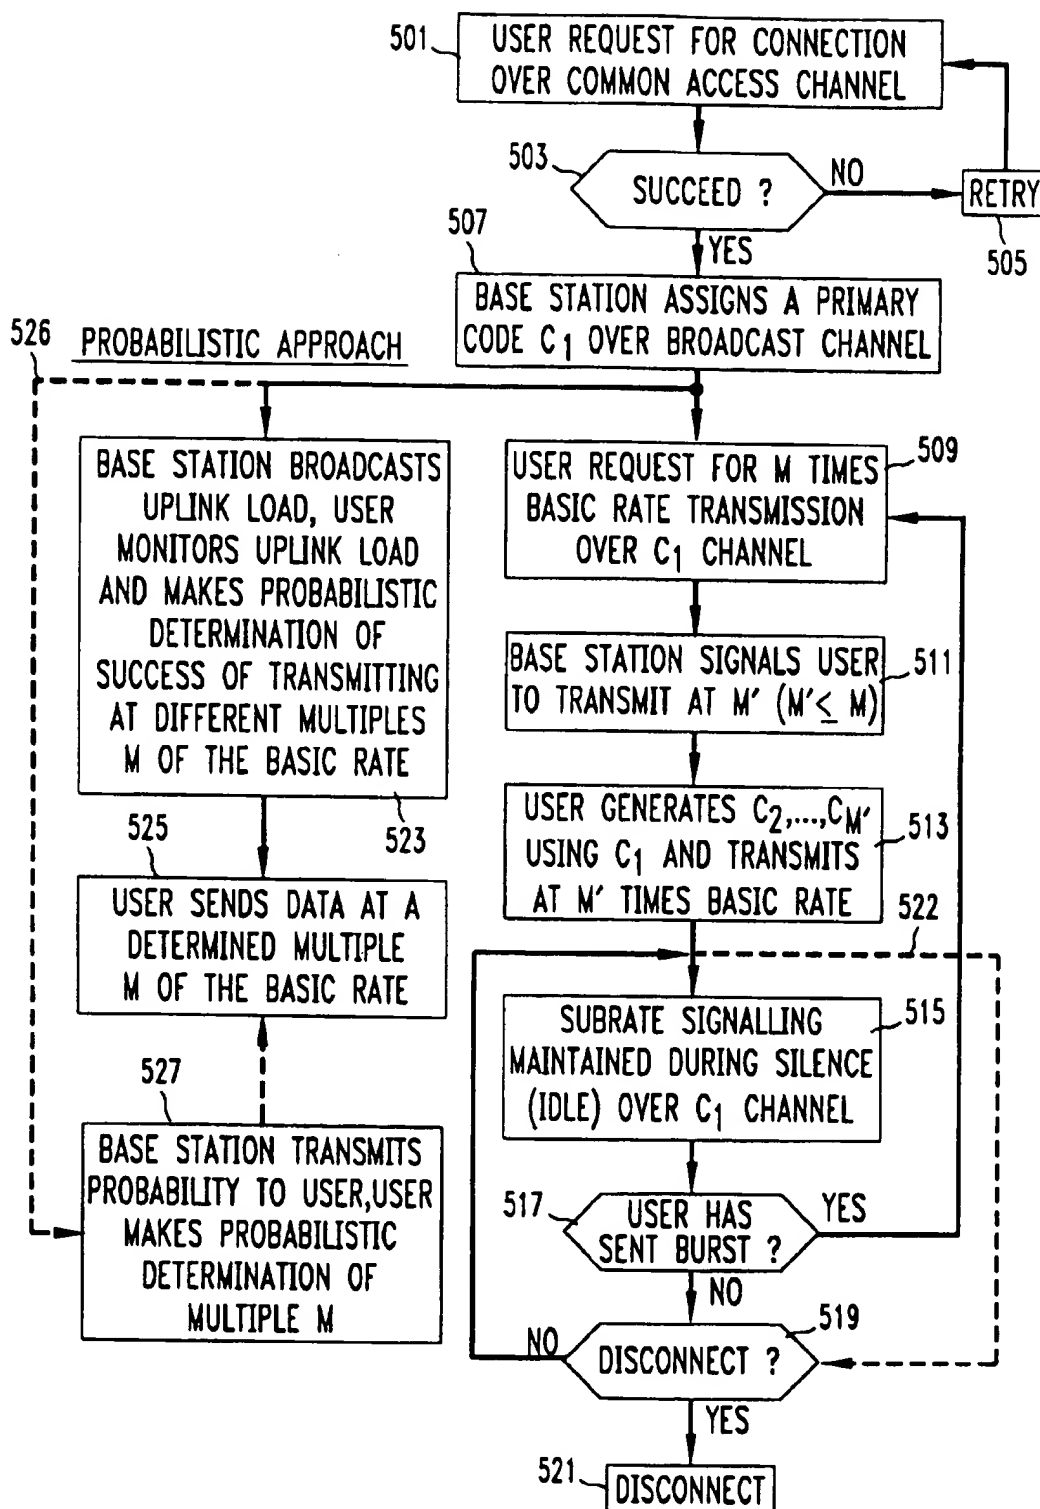 501
USER REQUEST FOR CONNECTION
OVER COMMON ACCESS CHANNEL
503
SUCCEED ?
NO
RETRY
505
YES
507
BASE STATION ASSIGNS A PRIMARY
CODE C1 OVER BROADCAST CHANNEL
526
PROBABILISTIC APPROACH
BASE STATION BROADCASTS
UPLINK LOAD, USER
MONITORS UPLINK LOAD
AND MAKES PROBABILISTIC
DETERMINATION OF
SUCCESS OF TRANSMITTING
AT DIFFERENT MULTIPLES
M OF THE BASIC RATE
523
525
USER SENDS DATA AT A
DETERMINED MULTIPLE
M OF THE BASIC RATE
527
BASE STATION TRANSMITS
PROBABILITY TO USER,USER
MAKES PROBABILISTIC
DETERMINATION OF
MULTIPLE M
509
USER REQUEST FOR M TIMES
BASIC RATE TRANSMISSION
OVER C1 CHANNEL
BASE STATION SIGNALS USER
TO TRANSMIT AT M' (M'≤ M)
511
USER GENERATES C2,...,CM'
USING C1 AND TRANSMITS
AT M' TIMES BASIC RATE
513
522
SUBRATE SIGNALLING
MAINTAINED DURING SILENCE
(IDLE) OVER C1 CHANNEL
515
517
USER HAS
SENT BURST ?
YES
NO
519
NO
DISCONNECT ?
YES
521
DISCONNECT